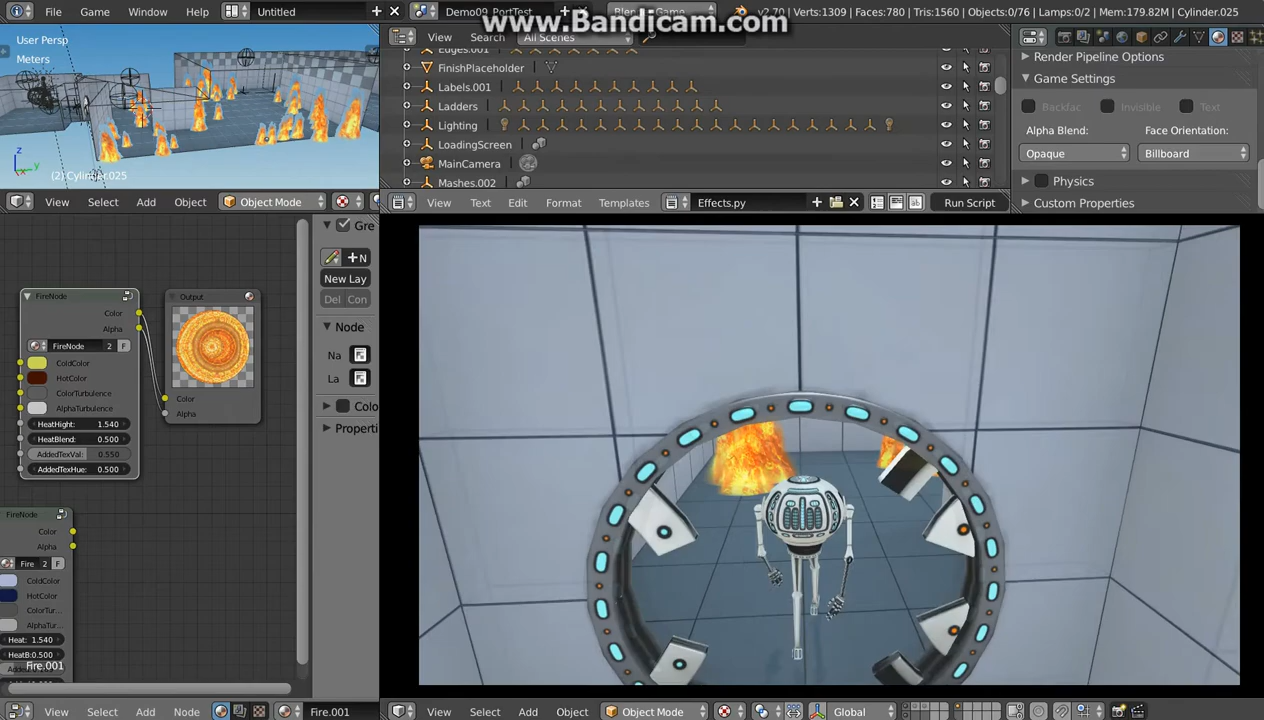 File Game Window Help Untitled
Demo09_PortTest
v2.70 | Verts:1309 | Faces:780 | Tris:1560 | Objects:0/76 | Lamps:0/2 | Mem:179.82M | Cylinder.025
www.Bandicam.com
User Persp
Meters
(2) Cylinder.025
View Select Add Object Object Mode
View Search All Scenes
Edges.001
FinishPlaceholder
Labels.001
Ladders
Lighting
LoadingScreen
MainCamera
Mashes.002
View Text Edit Format Templates Effects.py Run Script
Render Pipeline Options
Game Settings
Backfac Invisible Text
Alpha Blend: Face Orientation:
Opaque Billboard
Physics
Custom Properties
FireNode
Color
Alpha
FireNode 2 F
ColdColor
HotColor
ColorTurbulence
AlphaTurbulence
HeatHight: 1.540
HeatBlend: 0.500
AddedTexVal: 0.550
AddedTexHue: 0.500
Output
Color
Alpha
FireNode
Color
Alpha
Fire 2 F
ColdColor
HotColor
ColorTur...
AlphaTur...
Heat: 1.540
HeatB:0.500
Fire.001
Gre
N
New Lay
Del Con
Node
Na
La
Colo
Properti
View Select Add Node Fire.001
View Select Add Object Object Mode Global